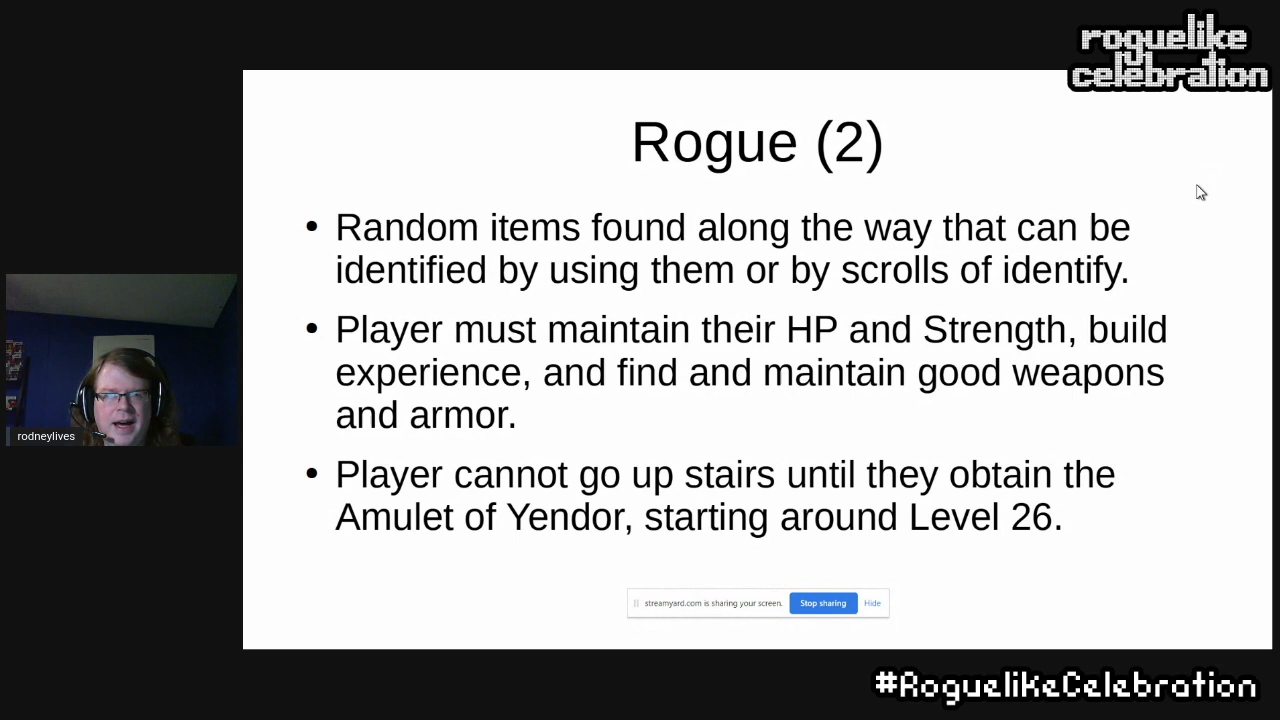 roguelike
celebration
Rogue (2)
• Random items found along the way that can be
identified by using them or by scrolls of identify.
• Player must maintain their HP and Strength, build
experience, and find and maintain good weapons
and armor.
• Player cannot go up stairs until they obtain the
Amulet of Yendor, starting around Level 26.
rodneylives
streamyard.com is sharing your screen. Stop sharing Hide
#RoguelikeCelebration